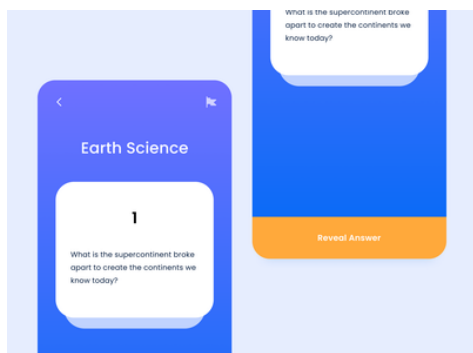 Earth Science
1
What is the supercontinent broke
apart to create the continents we
know today?
What is the supercontinent broke
apart to create the continents we
know today?
Reveal Answer